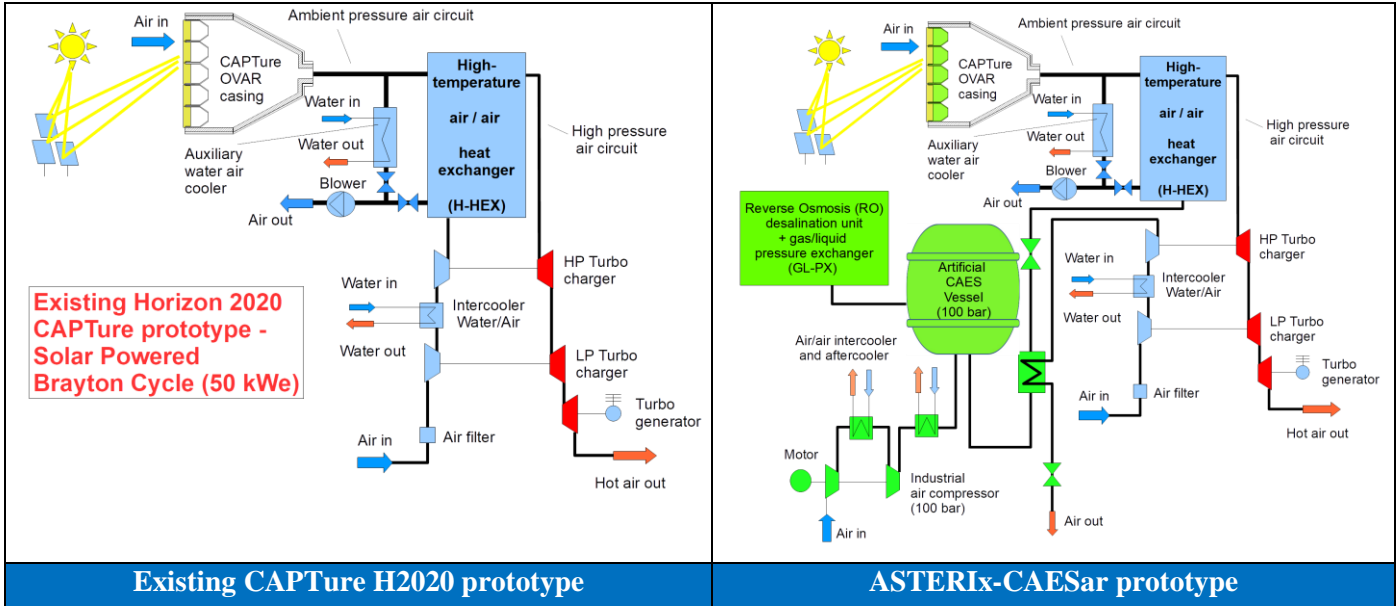 Air in
Ambient pressure air circuit
CAPTure
OVAR
casing
High-
temperature
air / air
heat
exchanger
(H-HEX)
Water in
Water out
Auxiliary
water air
cooler
High pressure
air circuit
Blower
Air out
HP Turbo
charger
Water in
Intercooler
Water/Air
Water out
LP Turbo
charger
Existing Horizon 2020
CAPTure prototype -
Solar Powered
Brayton Cycle (50 kWe)
Turbo
generator
Air filter
Air in
Hot air out
Existing CAPTure H2020 prototype
Air in
Ambient pressure air circuit
CAPTure
OVAR
casing
High-
temperature
air / air
heat
exchanger
(H-HEX)
Water in
Water out
Auxiliary
water air
cooler
High pressure
air circuit
Blower
Air out
Reverse Osmosis (RO)
desalination unit
+ gas/liquid
pressure exchanger
(GL-PX)
Artificial
CAES
Vessel
(100 bar)
HP Turbo
charger
Water in
Intercooler
Water/Air
Water out
LP Turbo
charger
Air/air intercooler
and aftercooler
Turbo
generator
Air filter
Air in
Hot air out
Motor
Industrial
air compressor
(100 bar)
Air in
Air out
ASTERIx-CAESar prototype